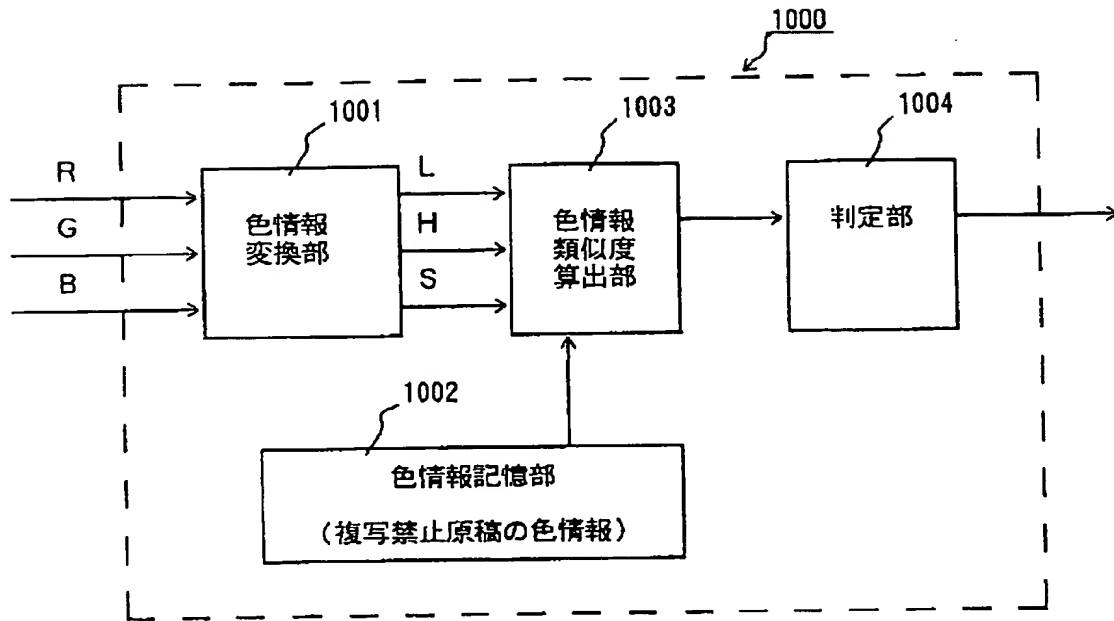 1000
1001
1003
1004
R
G
B
色情報
変換部
L
H
S
色情報
類似度
算出部
判定部
1002
色情報記憶部
(複写禁止原稿の色情報)